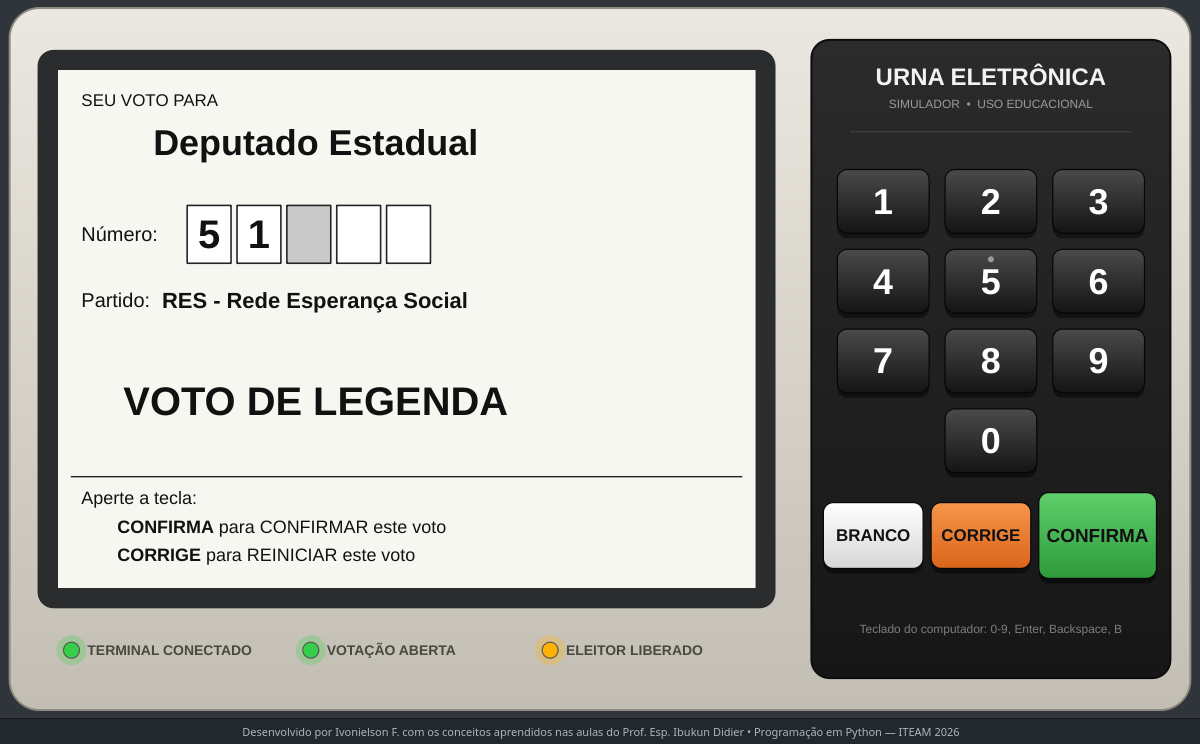 SEU VOTO PARA
Deputado Estadual
Número: 5 1
Partido: RES - Rede Esperança Social
VOTO DE LEGENDA
Aperte a tecla:
CONFIRMA para CONFIRMAR este voto
CORRIGE para REINICIAR este voto
TERMINAL CONECTADO VOTAÇÃO ABERTA ELEITOR LIBERADO
URNA ELETRÔNICA
SIMULADOR • USO EDUCACIONAL
1 2 3
4 5 6
7 8 9
0
BRANCO CORRIGE CONFIRMA
Teclado do computador: 0-9, Enter, Backspace, B
Desenvolvido por Ivonielson F. com os conceitos aprendidos nas aulas do Prof. Esp. Ibukun Didier • Programação em Python — ITEAM 2026